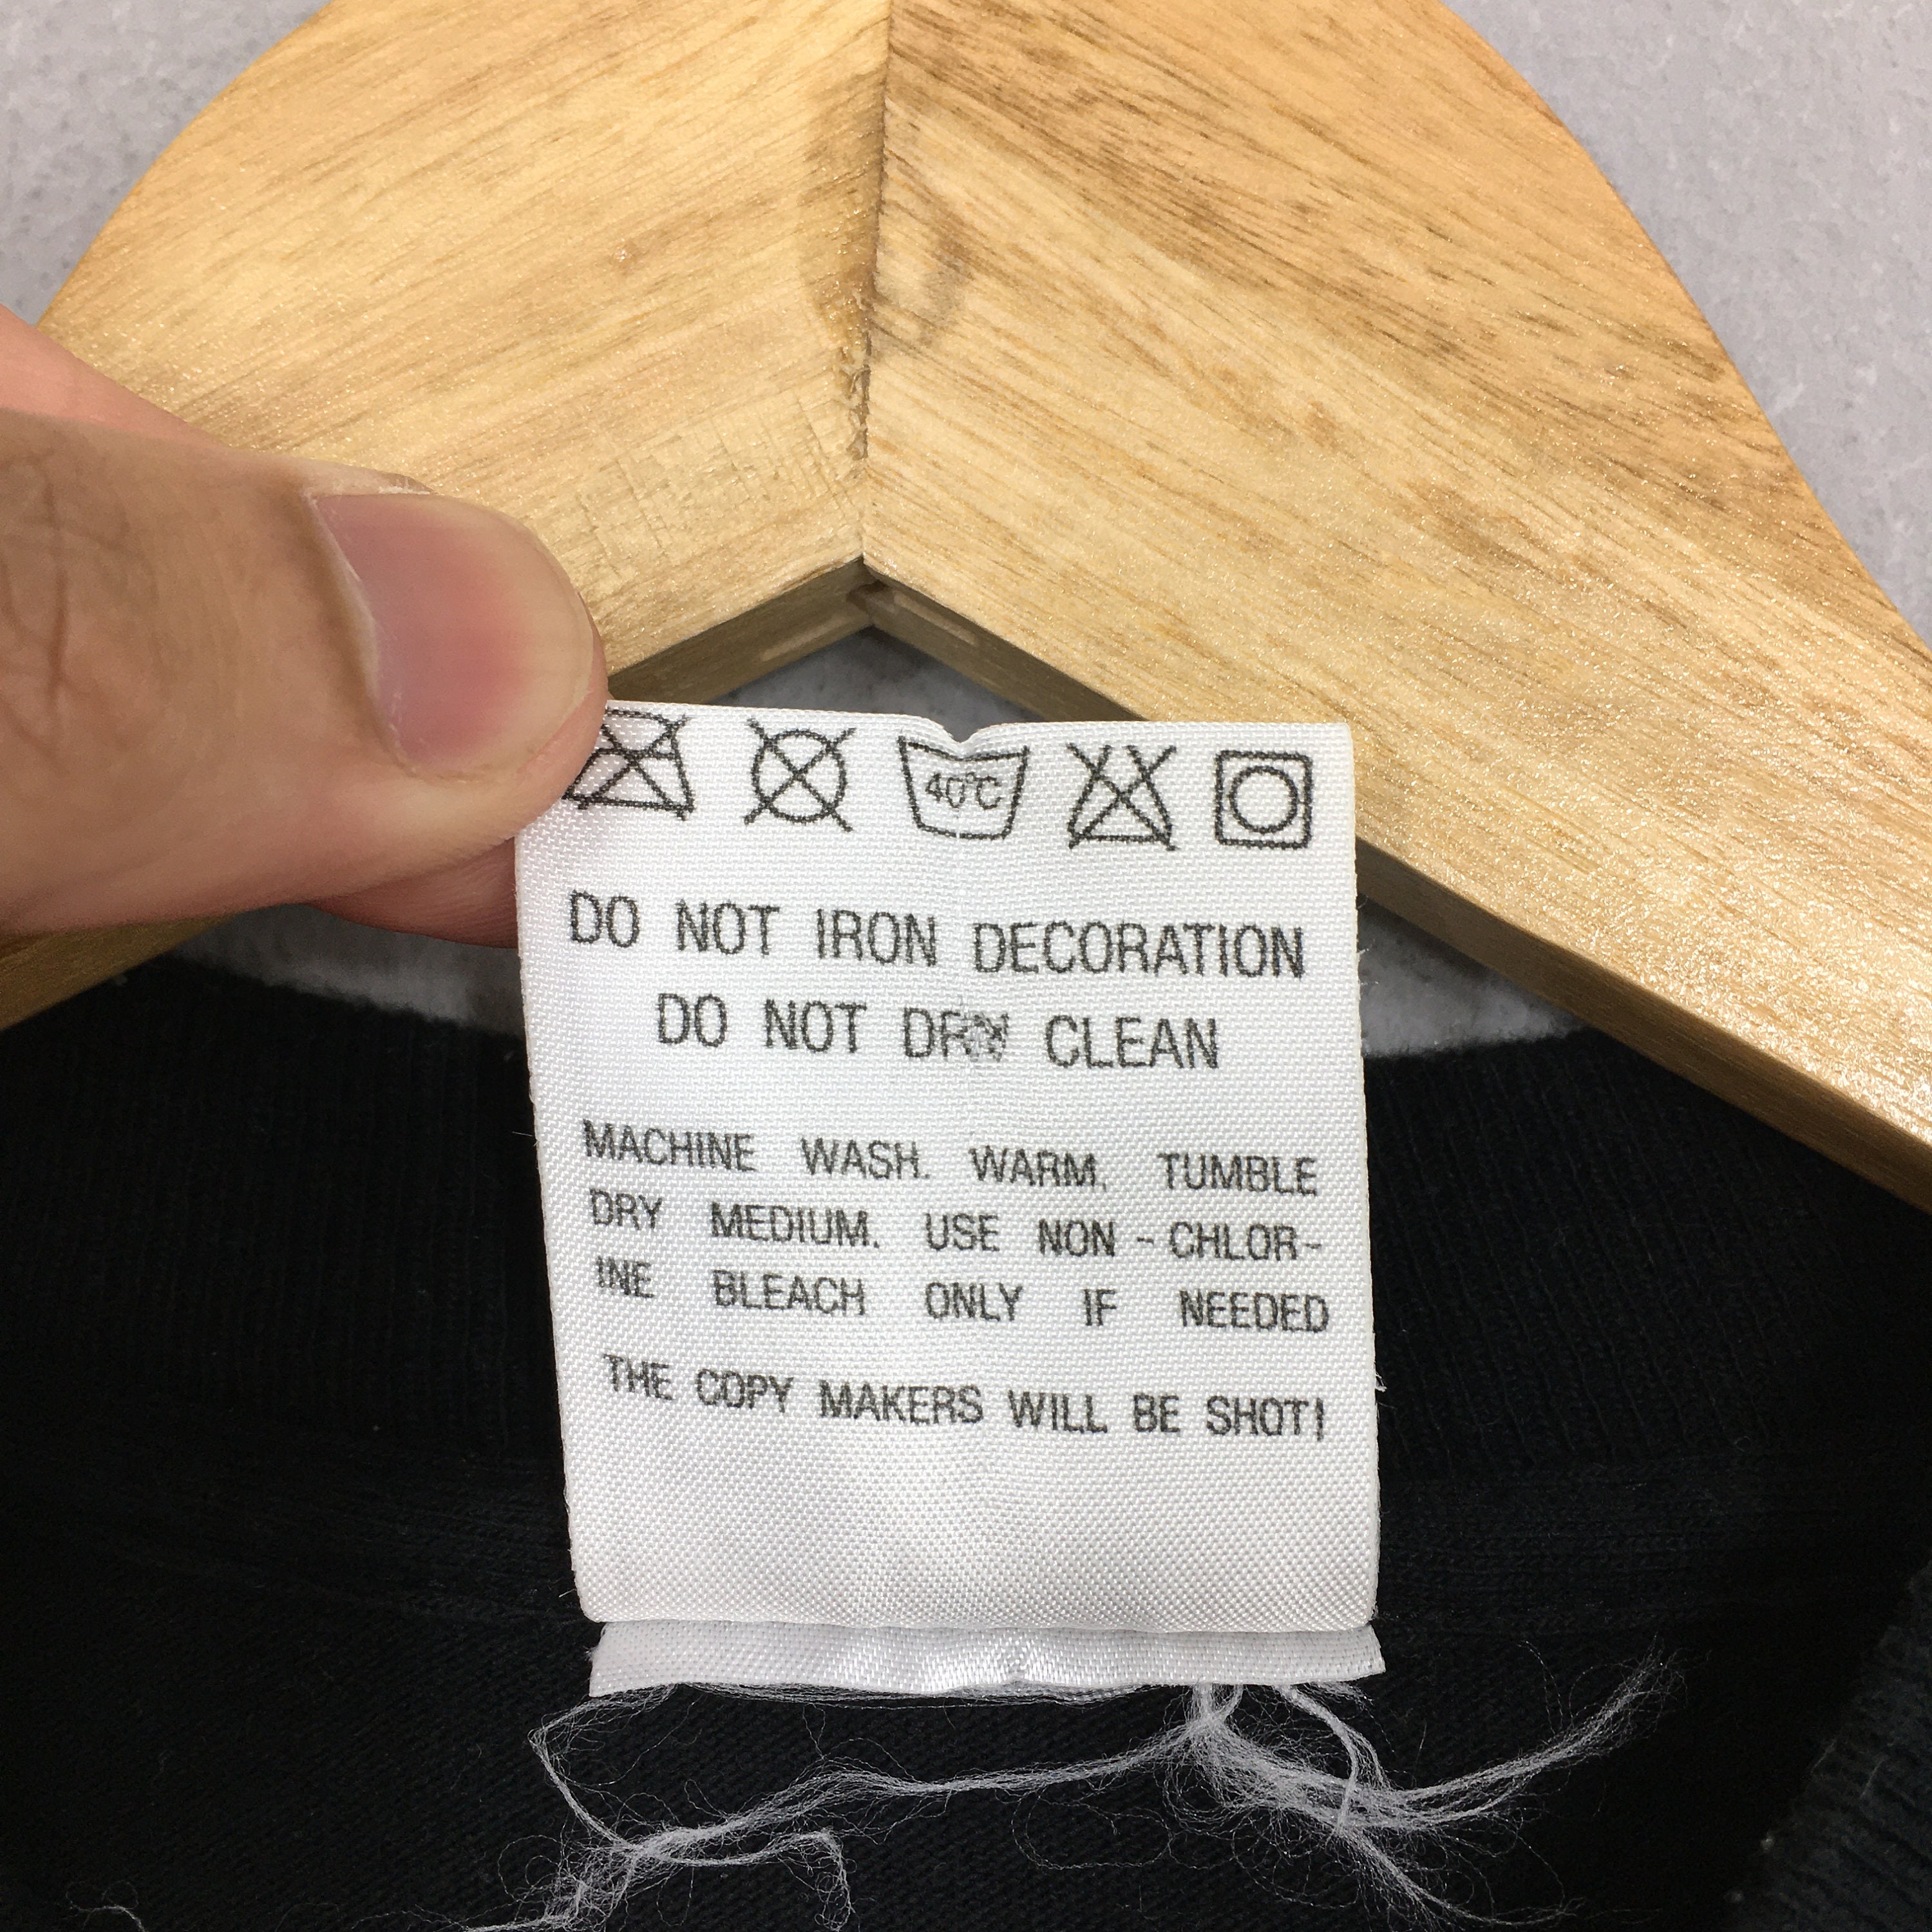 40°C
DO NOT IRON DECORATION
DO NOT DRY CLEAN
MACHINE WASH. WARM, TUMBLE
DRY MEDIUM. USE NON - CHLOR-
INE BLEACH ONLY IF NEEDED
THE COPY MAKERS WILL BE SHOT!